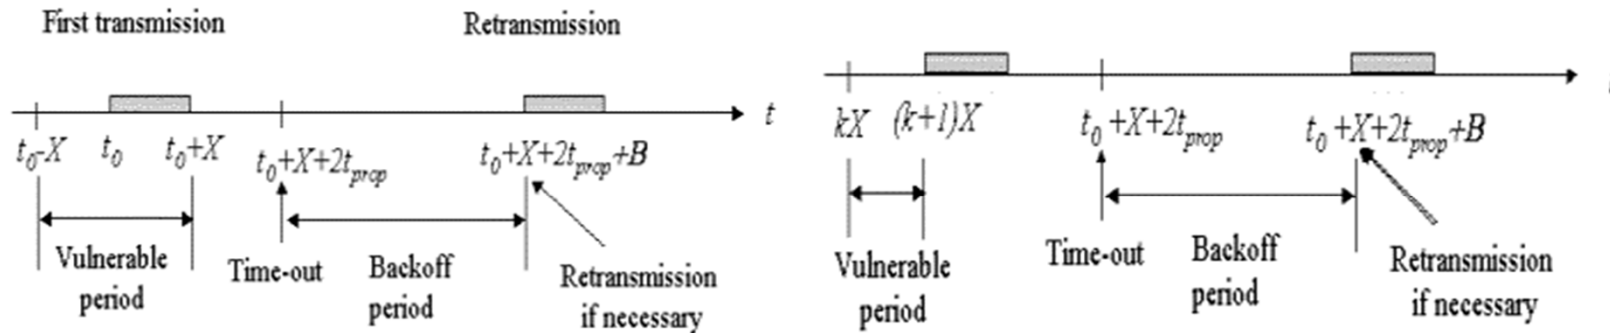 First transmission
Retransmission
t
t₀-X
t₀
t₀+X
t₀+X+2tₚᵣₒₚ
t₀+X+2tₚᵣₒₚ+B
Vulnerable
period
Time-out
Backoff
period
Retransmission
if necessary
kX
(k+1)X
t₀ +X+2tₚᵣₒₚ
t₀ +X+2tₚᵣₒₚ+B
Vulnerable
period
Time-out
Backoff
period
Retransmission
if necessary